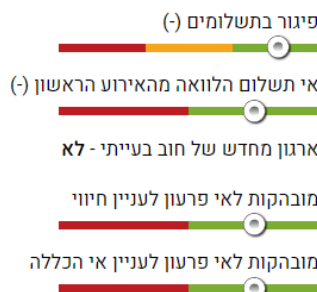 פיגור בתשלומים (-)
אי תשלום הלוואה מהאירוע הראשון (-)
ארגון מחדש של חוב בעייתי - לא
מובהקות לאי פרעון לעניין חיווי
מובהקות לאי פרעון לעניין אי הכללה